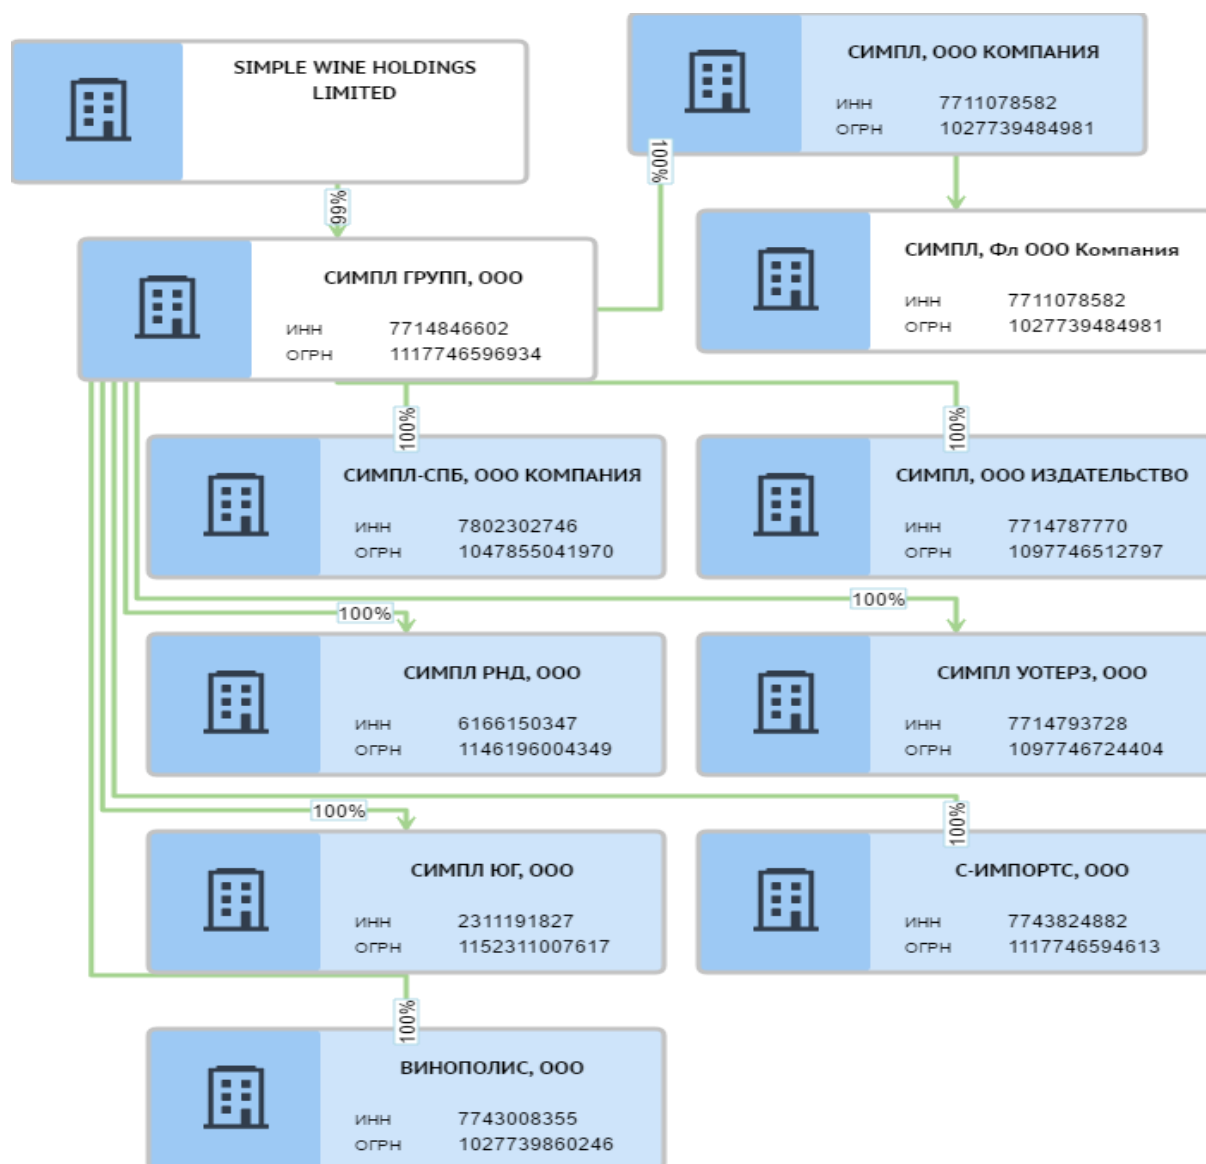 SIMPLE WINE HOLDINGS
LIMITED
СИМПЛ, ООО КОМПАНИЯ
ИНН 7711078582
ОГРН 1027739484981
100%
99%
СИМПЛ, Фл ООО Компания
ИНН 7711078582
ОГРН 1027739484981
СИМПЛ ГРУПП, ООО
ИНН 7714846602
ОГРН 1117746596934
100%
100%
СИМПЛ-СПБ, ООО КОМПАНИЯ
ИНН 7802302746
ОГРН 1047855041970
СИМПЛ, ООО ИЗДАТЕЛЬСТВО
ИНН 7714787770
ОГРН 1097746512797
100%
100%
СИМПЛ РНД, ООО
ИНН 6166150347
ОГРН 1146196004349
СИМПЛ УОТЕРЗ, ООО
ИНН 7714793728
ОГРН 1097746724404
100%
100%
СИМПЛ ЮГ, ООО
ИНН 2311191827
ОГРН 1152311007617
С-ИМПОРТС, ООО
ИНН 7743824882
ОГРН 1117746594613
100%
ВИНОПОЛИС, ООО
ИНН 7743008355
ОГРН 1027739860246